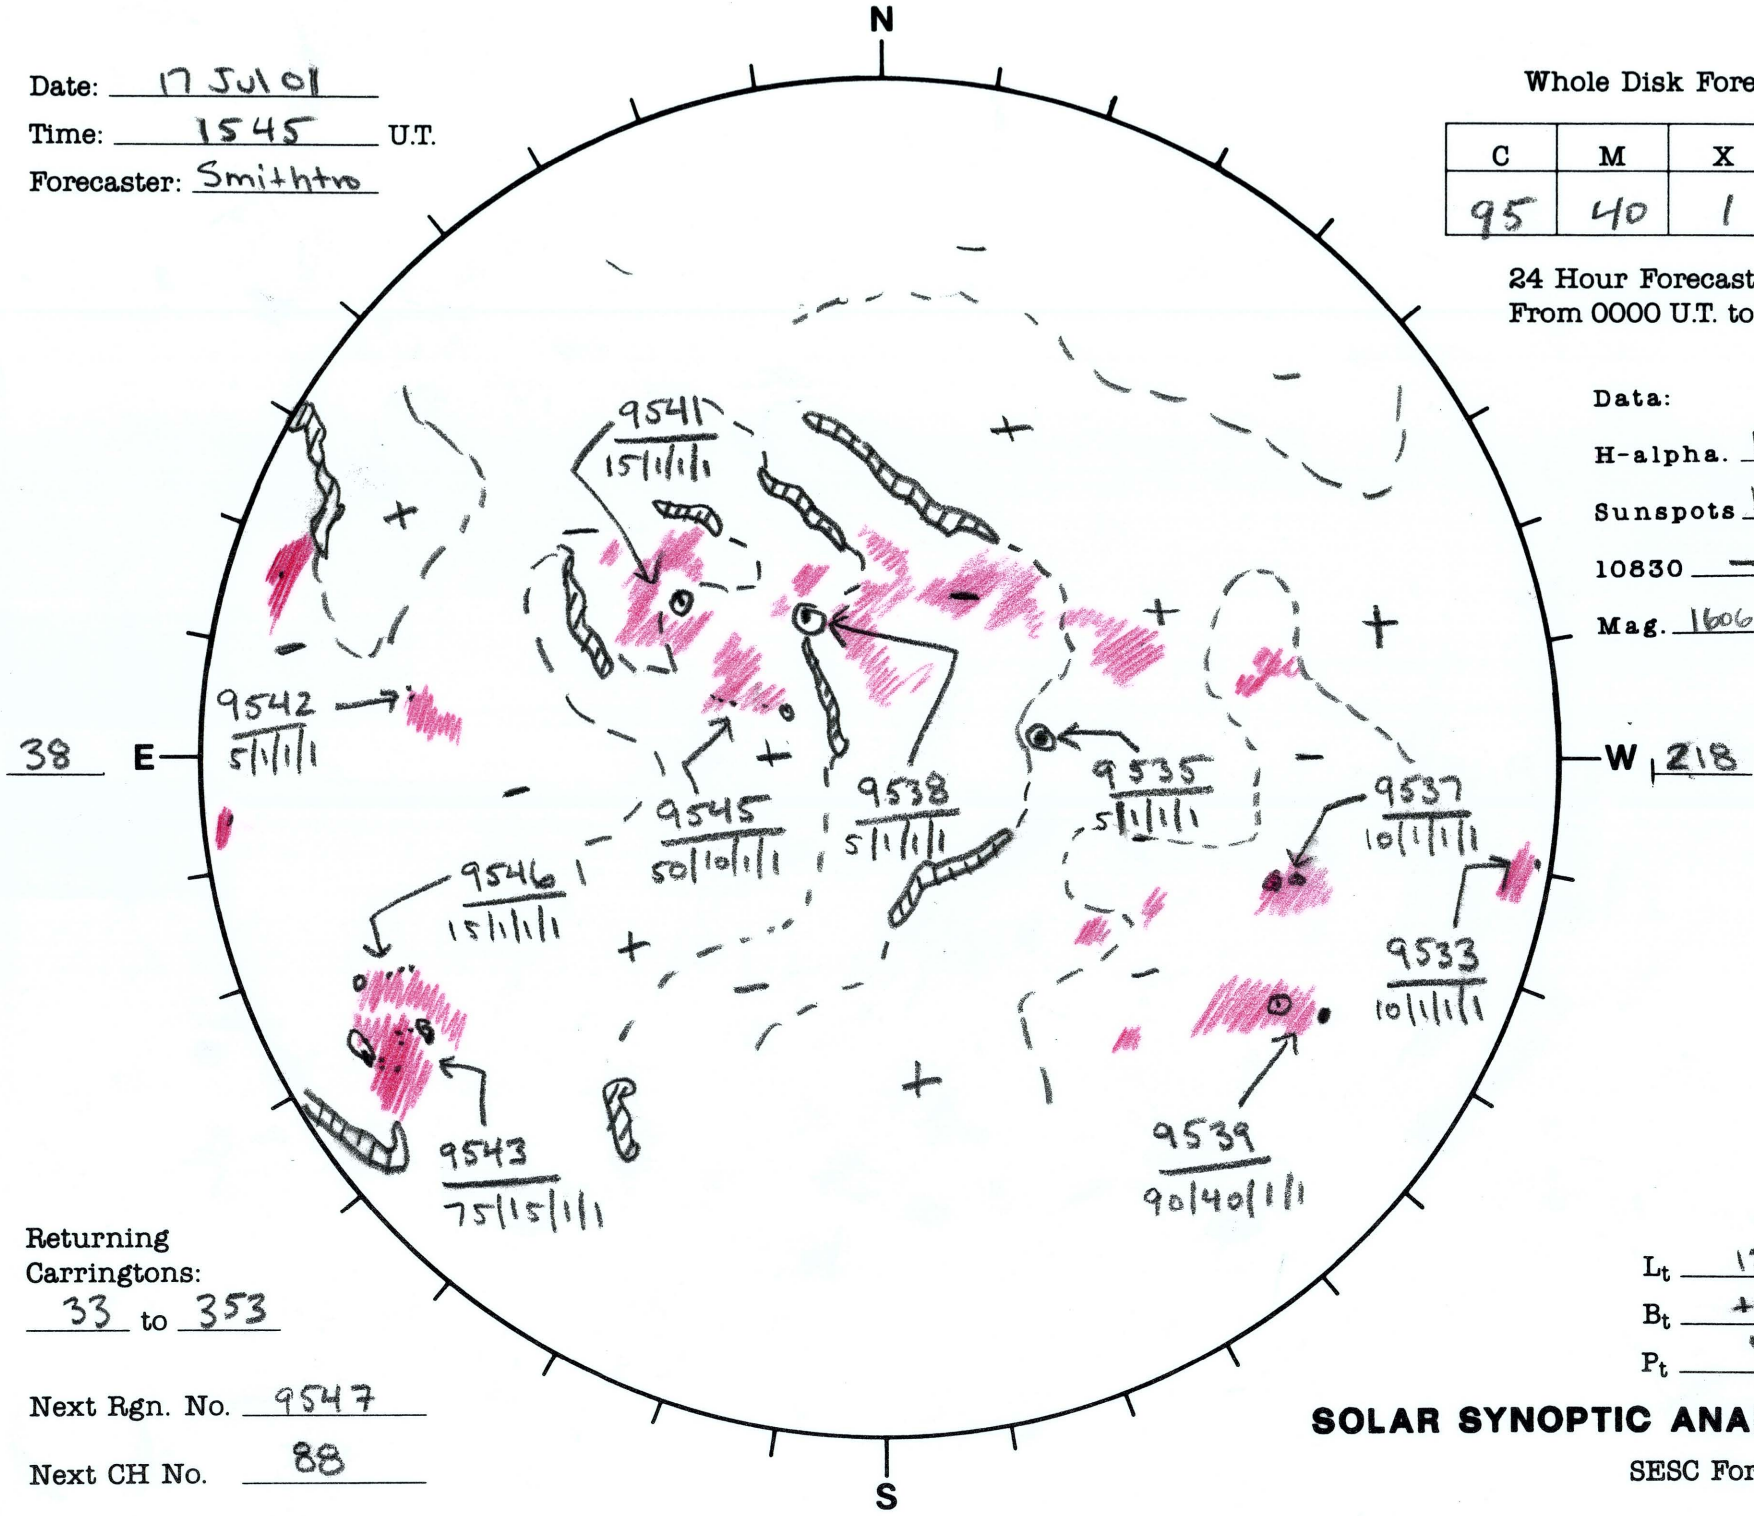 N
Date: 17 Jul 01
Time: 1545 U.T.
Forecaster: Smithtro
Whole Disk Fore
C M X
95 40 1
24 Hour Forecast
From 0000 U.T. to
Data:
H-alpha.
Sunspots
10830 —
Mag. 1606
9541
15/1/1/1
9542
5/1/1/1
38 E
W 218
9545
50/10/1/1
9538
5/1/1/1
9535
5/1/1/1
9537
10/1/1/1
9546
15/1/1/1
9533
10/1/1/1
9543
75/15/1/1
9539
90/40/1/1
Returning
Carringtons:
33 to 353
Next Rgn. No. 9547
Next CH No. 88
Lt
Bt +
Pt
SOLAR SYNOPTIC ANA
SESC For
S